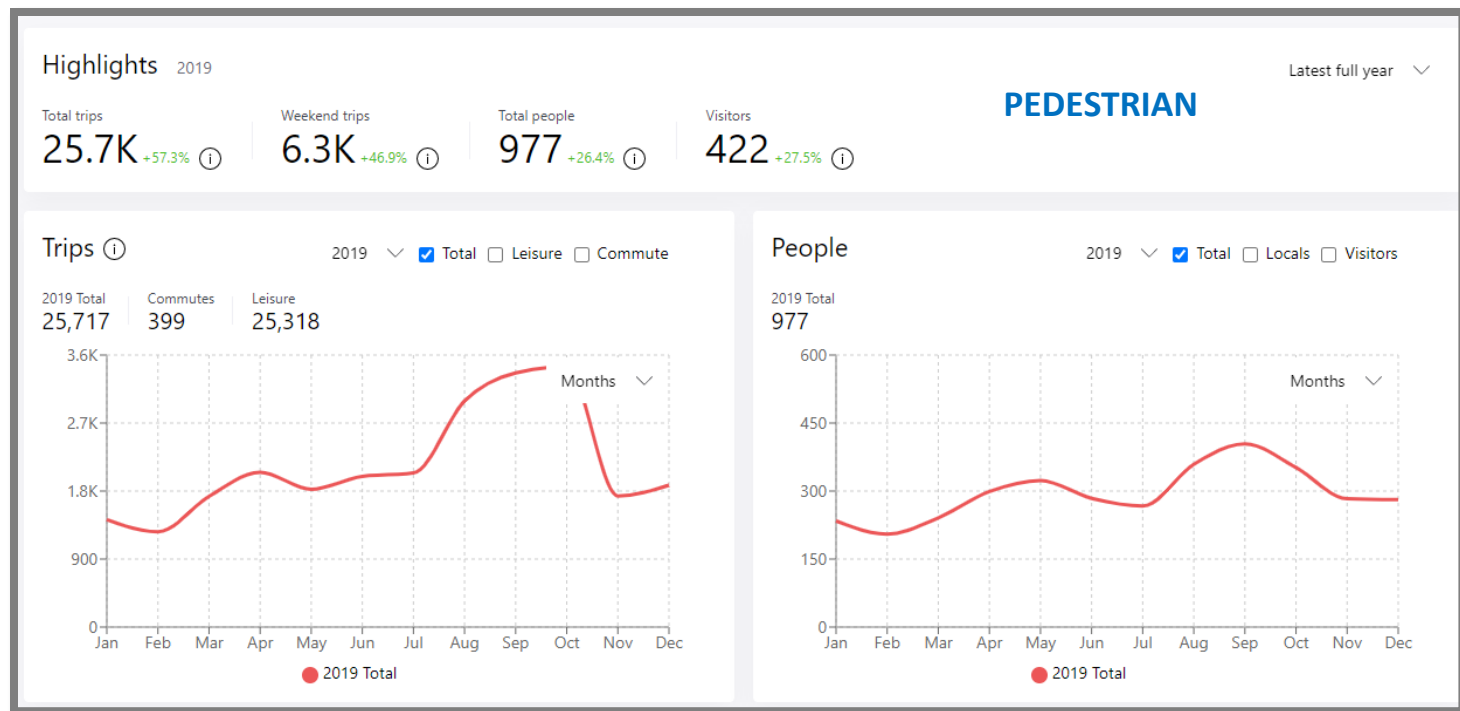 Highlights 2019
Latest full year
PEDESTRIAN
Total trips
25.7K +57.3%
Weekend trips
6.3K +46.9%
Total people
977 +26.4%
Visitors
422 +27.5%
Trips
2019 Total Leisure Commute
2019 Total
25,717
Commutes
399
Leisure
25,318
Months
3.6K
2.7K
1.8K
900
0
Jan Feb Mar Apr May Jun Jul Aug Sep Oct Nov Dec
2019 Total
People
2019 Total Locals Visitors
2019 Total
977
Months
600
450
300
150
0
Jan Feb Mar Apr May Jun Jul Aug Sep Oct Nov Dec
2019 Total